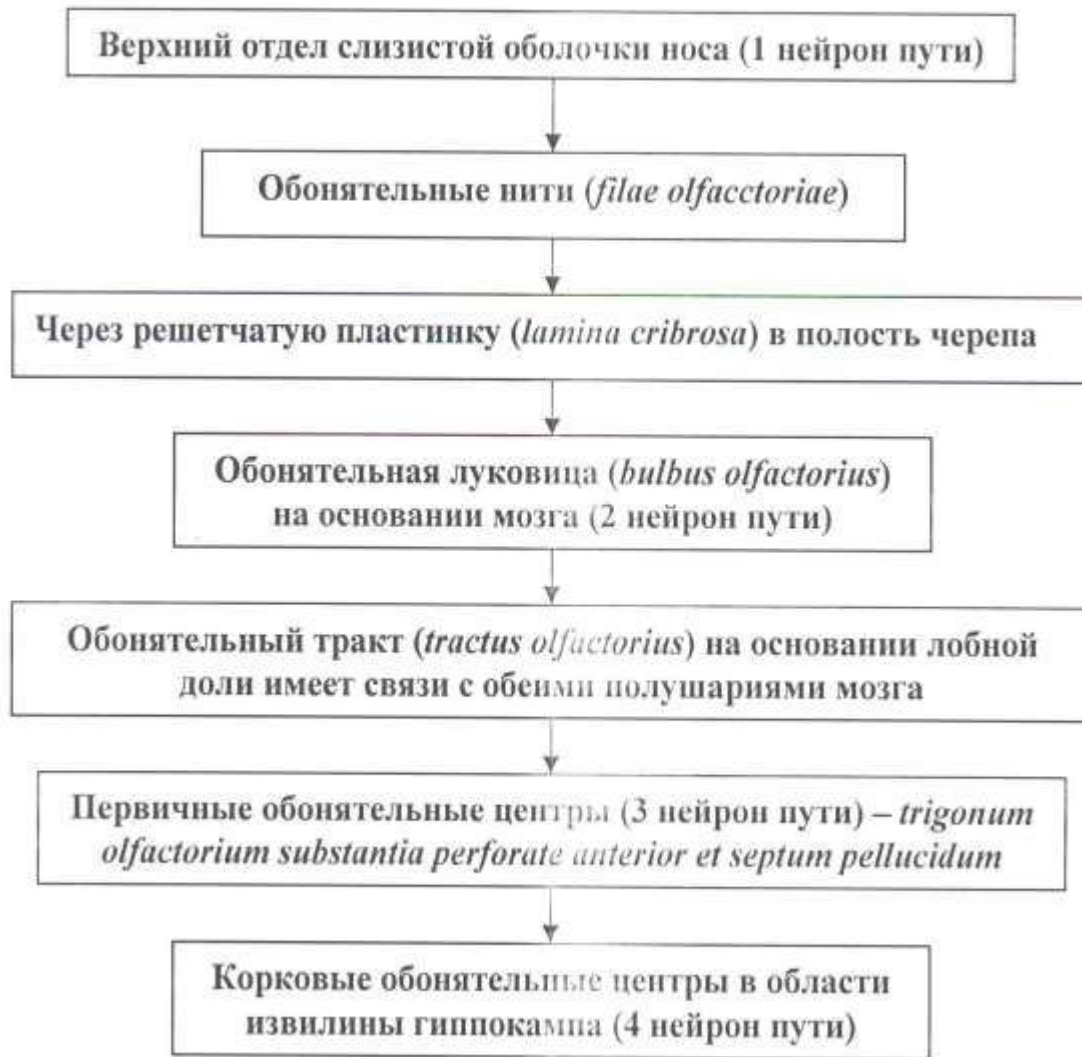 Верхний отдел слизистой оболочки носа (1 нейрон пути)
Обонятельные нити (filae olfacctoriae)
Через решетчатую пластинку (lamina cribrosa) в полость черепа
Обонятельная луковица (bulbus olfactorius)
на основании мозга (2 нейрон пути)
Обонятельный тракт (tractus olfactorius) на основании лобной
доли имеет связи с обеими полушариями мозга
Первичные обонятельные центры (3 нейрон пути) – trigonum
olfactorium substantia perforate anterior et septum pellucidum
Корковые обонятельные центры в области
извилины гиппокампа (4 нейрон пути)